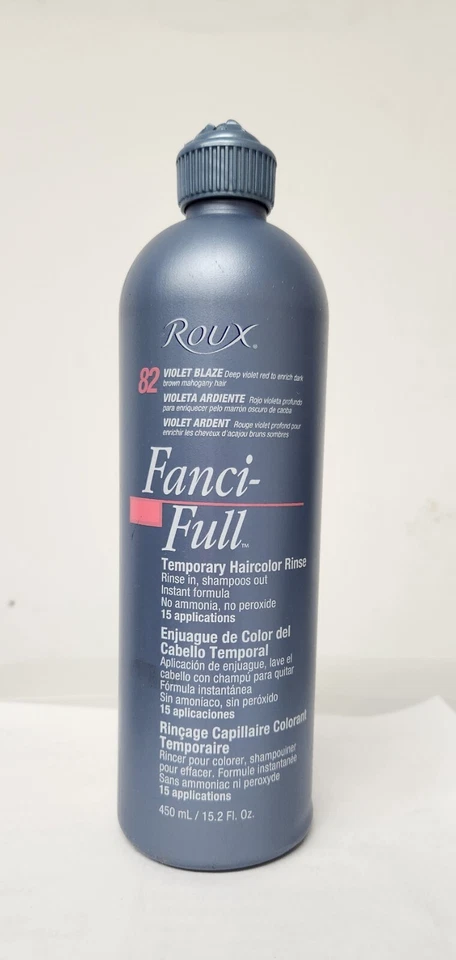 ROUX®
82 VIOLET BLAZE Deep violet red to enrich dark
brown mahogany hair
VIOLETA ARDIENTE Rojo violeta profundo
para enriquecer pelo marrón oscuro de caoba
VIOLET ARDENT Rouge violet profond pour
enrichir les cheveux d'acajou bruns sombres
Fanci-
Full™
Temporary Haircolor Rinse
Rinse in, shampoos out
Instant formula
No ammonia, no peroxide
15 applications
Enjuague de Color del
Cabello Temporal
Aplicación de enjuague, lave el
cabello con champú para quitar
Fórmula instantánea
Sin amoniaco, sin peróxido
15 aplicaciones
Rinçage Capillaire Colorant
Temporaire
Rincer pour colorer, shampouiner
pour effacer. Formule instantanée
Sans ammoniac ni peroxyde
15 applications
450 mL / 15.2 Fl. Oz.